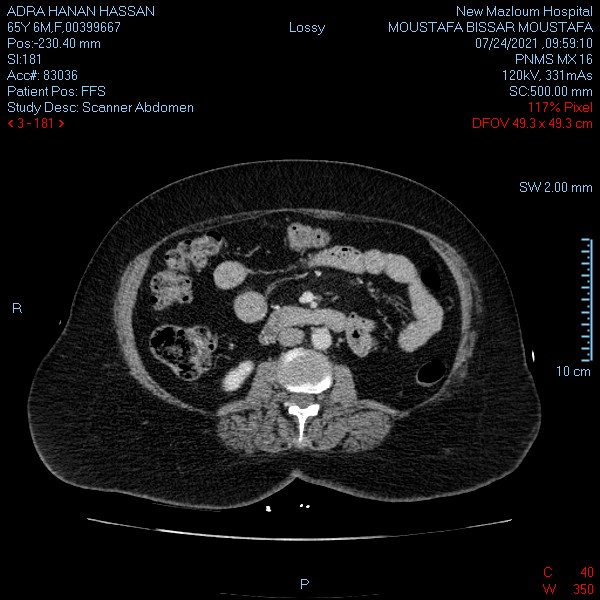 ADRA HANAN HASSAN
65Y 6M,F,00399667
Pos:-230.40 mm
SI:181
Acc#: 83036
Patient Pos: FFS
Study Desc: Scanner Abdomen
< 3 - 181 >
Lossy
New Mazloum Hospital
MOUSTAFA BISSAR MOUSTAFA
07/24/2021 ,09:59:10
PNMS MX 16
120kV, 331mAs
SC:500.00 mm
117% Pixel
DFOV 49.3 x 49.3 cm
SW 2.00 mm
R
10 cm
P
C 40
W 350